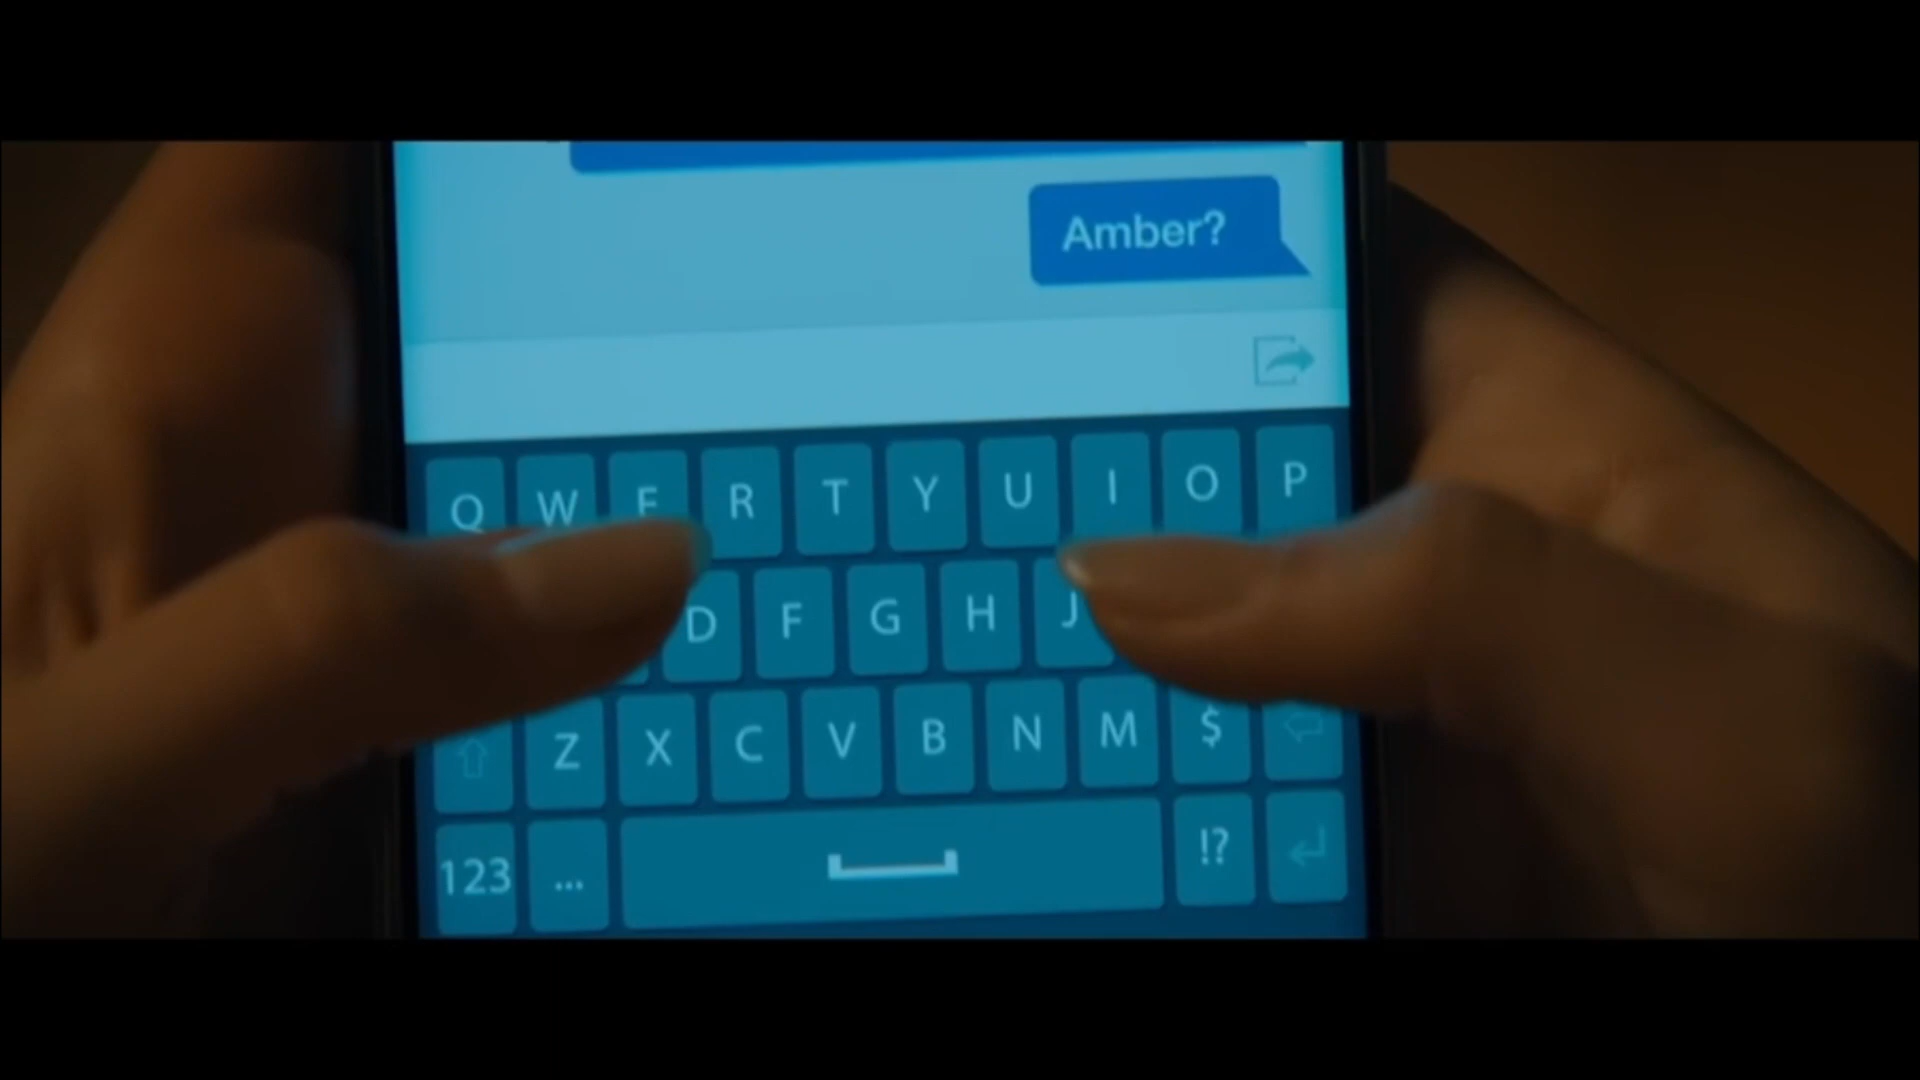 Amber?
Q W E R T Y U I O P
D F G H J
Z X C V B N M $
123 ... !?